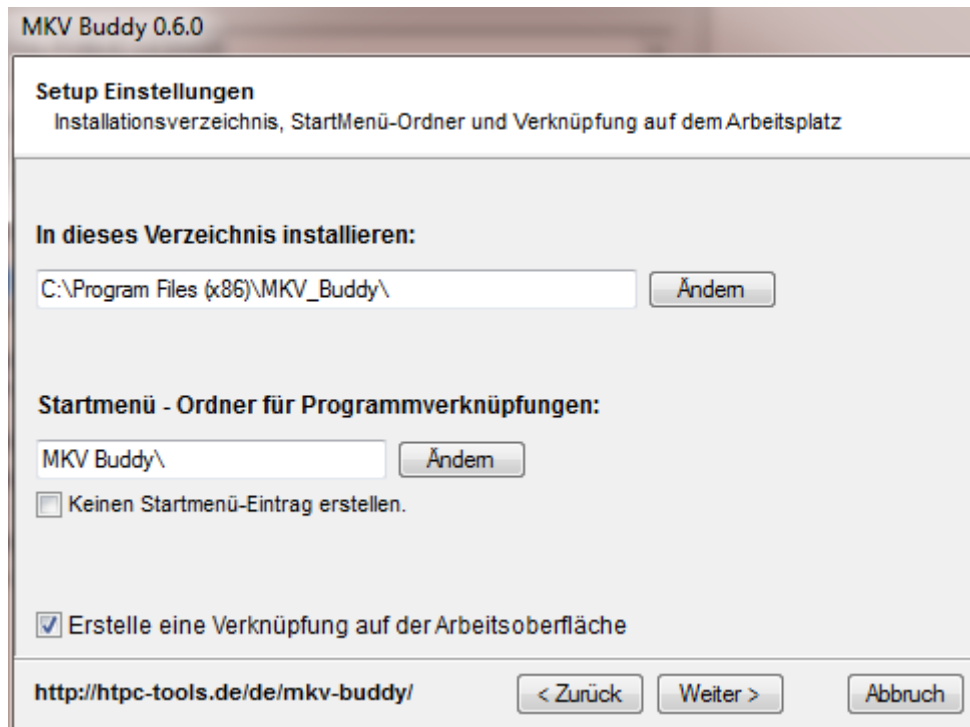 MKV Buddy 0.6.0
Setup Einstellungen
Installationsverzeichnis, StartMenü-Ordner und Verknüpfung auf dem Arbeitsplatz
In dieses Verzeichnis installieren:
C:\Program Files (x86)\MKV_Buddy\
Ändern
Startmenü - Ordner für Programmverknüpfungen:
MKV Buddy\
Ändern
Keinen Startmenü-Eintrag erstellen.
Erstelle eine Verknüpfung auf der Arbeitsoberfläche
http://htpc-tools.de/de/mkv-buddy/
< Zurück
Weiter >
Abbruch